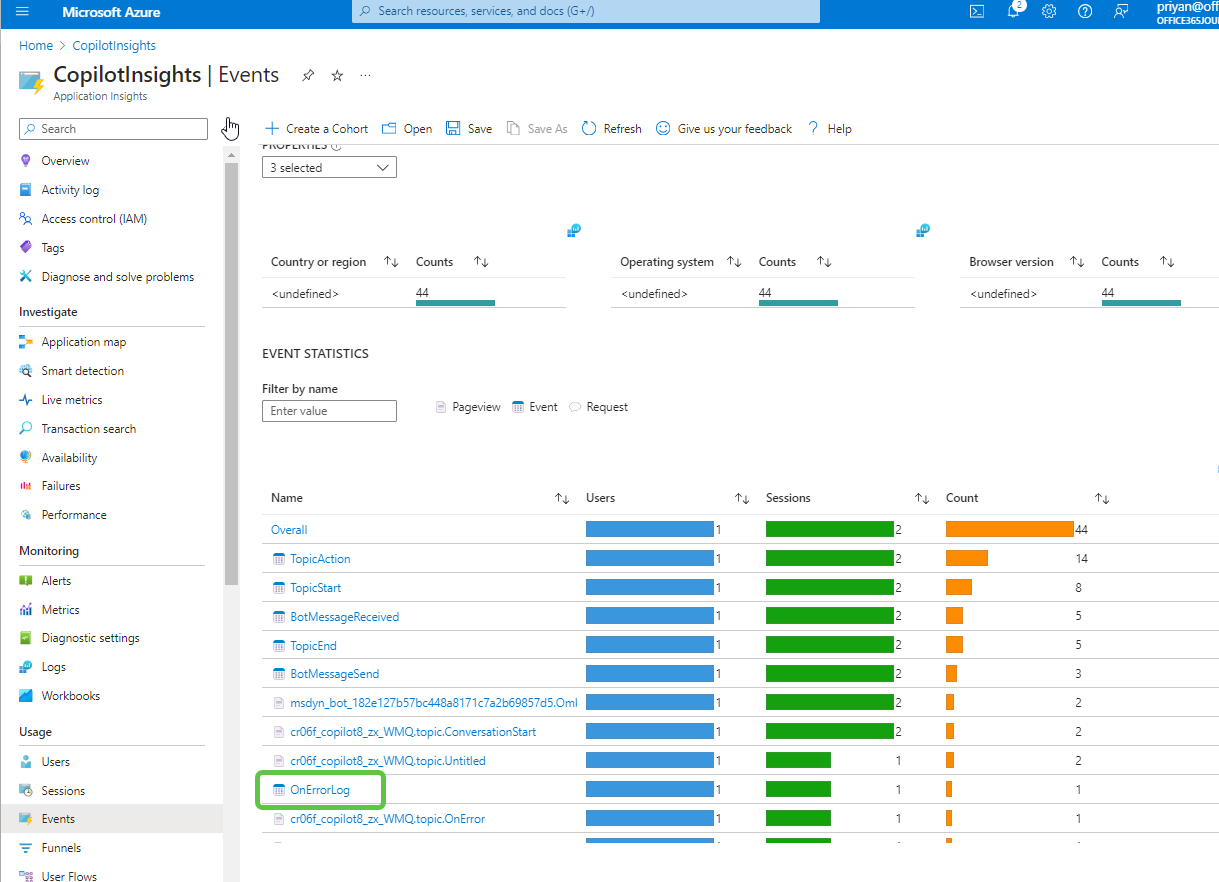 Microsoft Azure
Search resources, services, and docs (G+/)
2
priyan@off
OFFICE365JOU
Home > CopilotInsights
CopilotInsights | Events
Application Insights
Search
Create a Cohort Open Save Save As Refresh Give us your feedback ? Help
Overview
Activity log
Access control (IAM)
Tags
Diagnose and solve problems
Investigate
Application map
Smart detection
Live metrics
Transaction search
Availability
Failures
Performance
Monitoring
Alerts
Metrics
Diagnostic settings
Logs
Workbooks
Usage
Users
Sessions
Events
Funnels
User Flows
PROPERTIES
3 selected
Country or region Counts
<undefined> 44
Operating system Counts
<undefined> 44
Browser version Counts
<undefined> 44
EVENT STATISTICS
Filter by name
Enter value
Pageview Event Request
Name Users Sessions Count
Overall 1 2 44
TopicAction 1 2 14
TopicStart 1 2 8
BotMessageReceived 1 2 5
TopicEnd 1 2 5
BotMessageSend 1 2 3
msdyn_bot_182e127b57bc448a8171c7a2b69857d5.Oml 1 2 2
cr06f_copilot8_zx_WMQ.topic.ConversationStart 1 2 2
cr06f_copilot8_zx_WMQ.topic.Untitled 1 1 2
OnErrorLog 1 1 1
cr06f_copilot8_zx_WMQ.topic.OnError 1 1 1